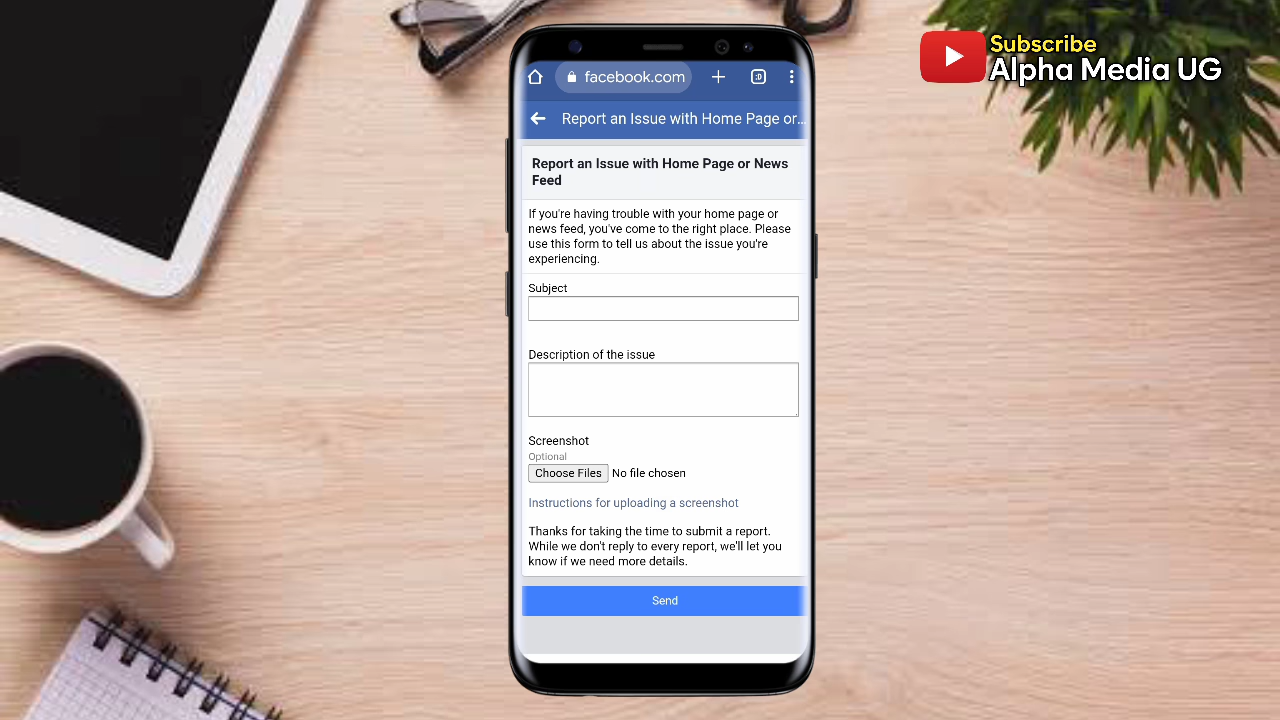 Subscribe
Alpha Media UG
facebook.com
:D
Report an Issue with Home Page or...
Report an Issue with Home Page or News
Feed
If you're having trouble with your home page or
news feed, you've come to the right place. Please
use this form to tell us about the issue you're
experiencing.
Subject
Description of the issue
Screenshot
Optional
Choose Files No file chosen
Instructions for uploading a screenshot
Thanks for taking the time to submit a report.
While we don't reply to every report, we'll let you
know if we need more details.
Send